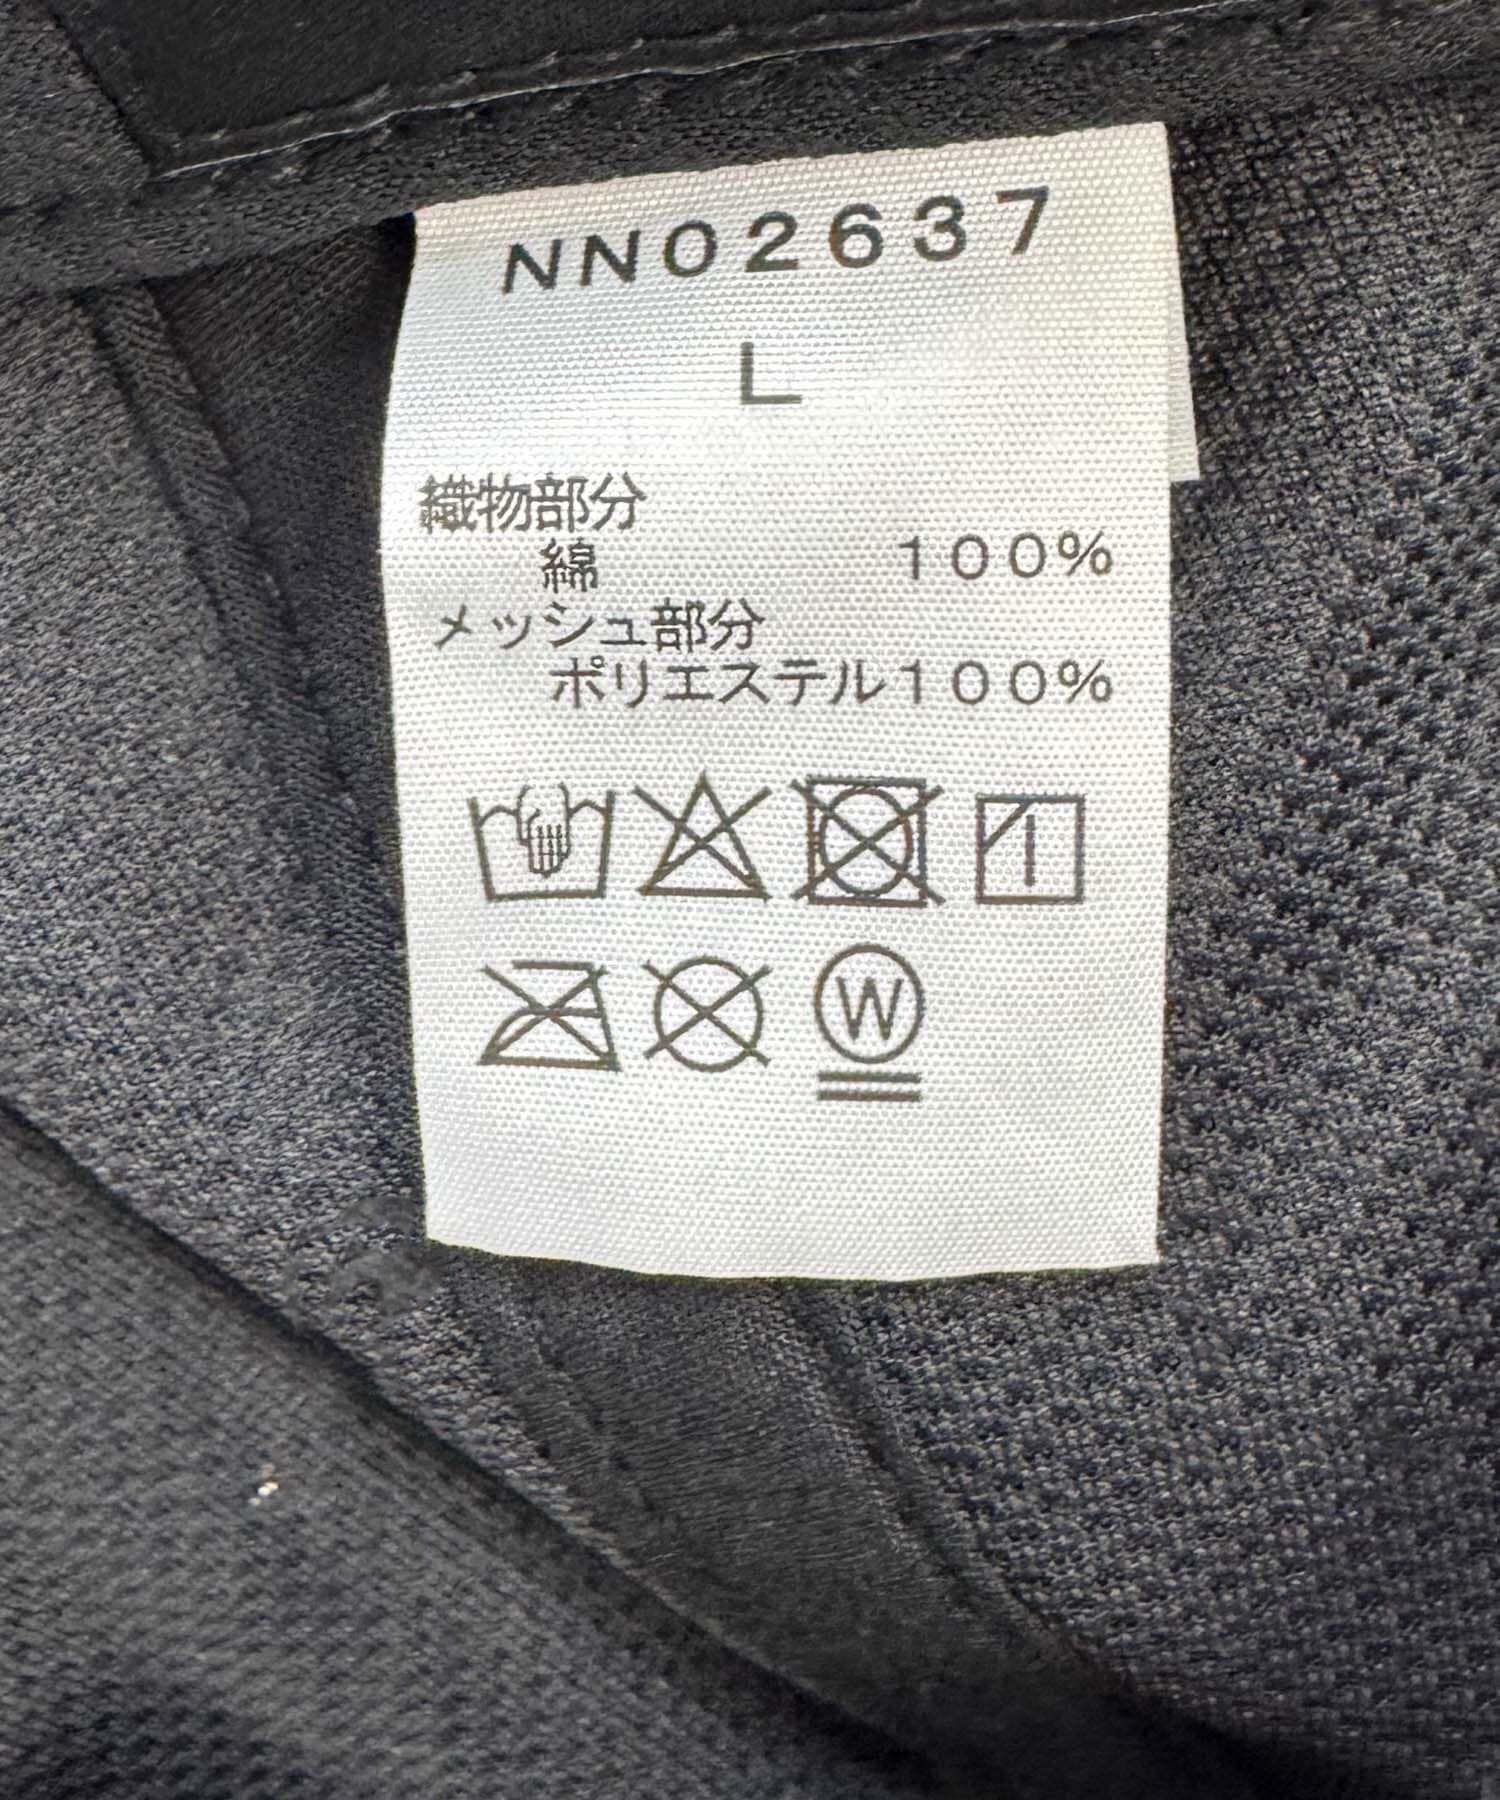 NN02637
L
織物部分
綿 100%
メッシュ部分
ポリエステル100%
W